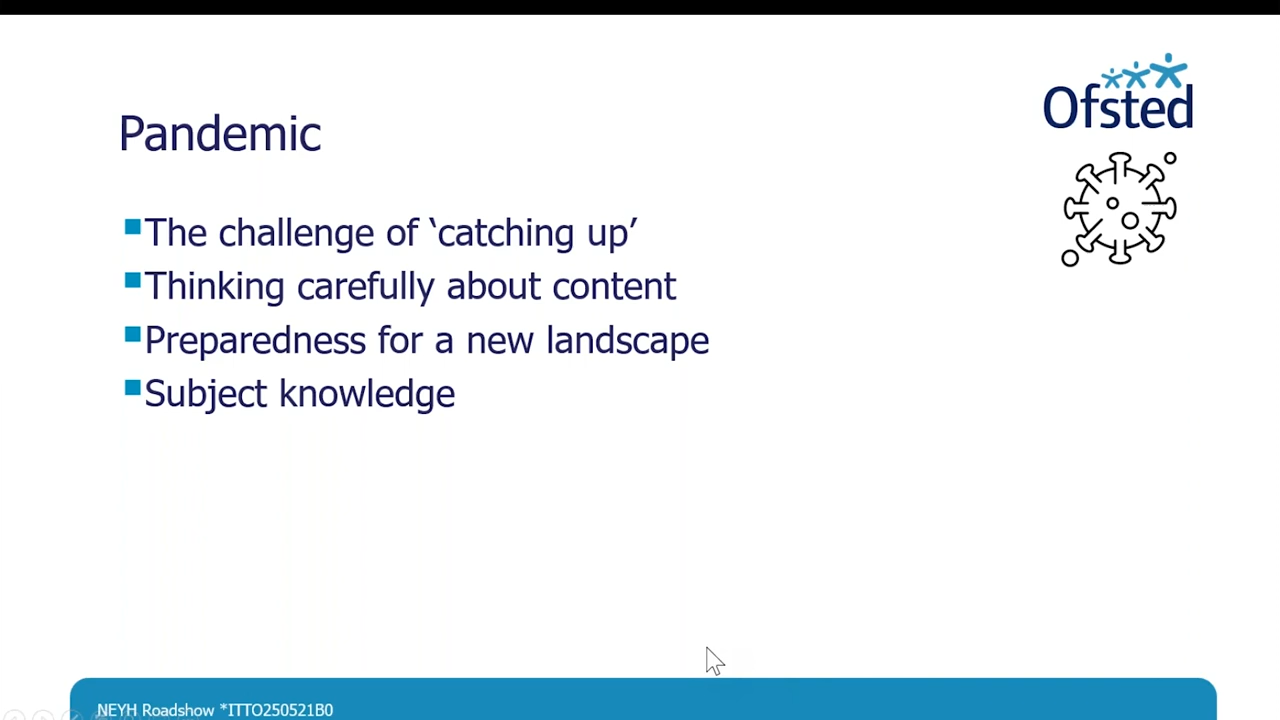 Ofsted
Pandemic
The challenge of ‘catching up’
Thinking carefully about content
Preparedness for a new landscape
Subject knowledge
NEYH Roadshow *ITTO250521B0